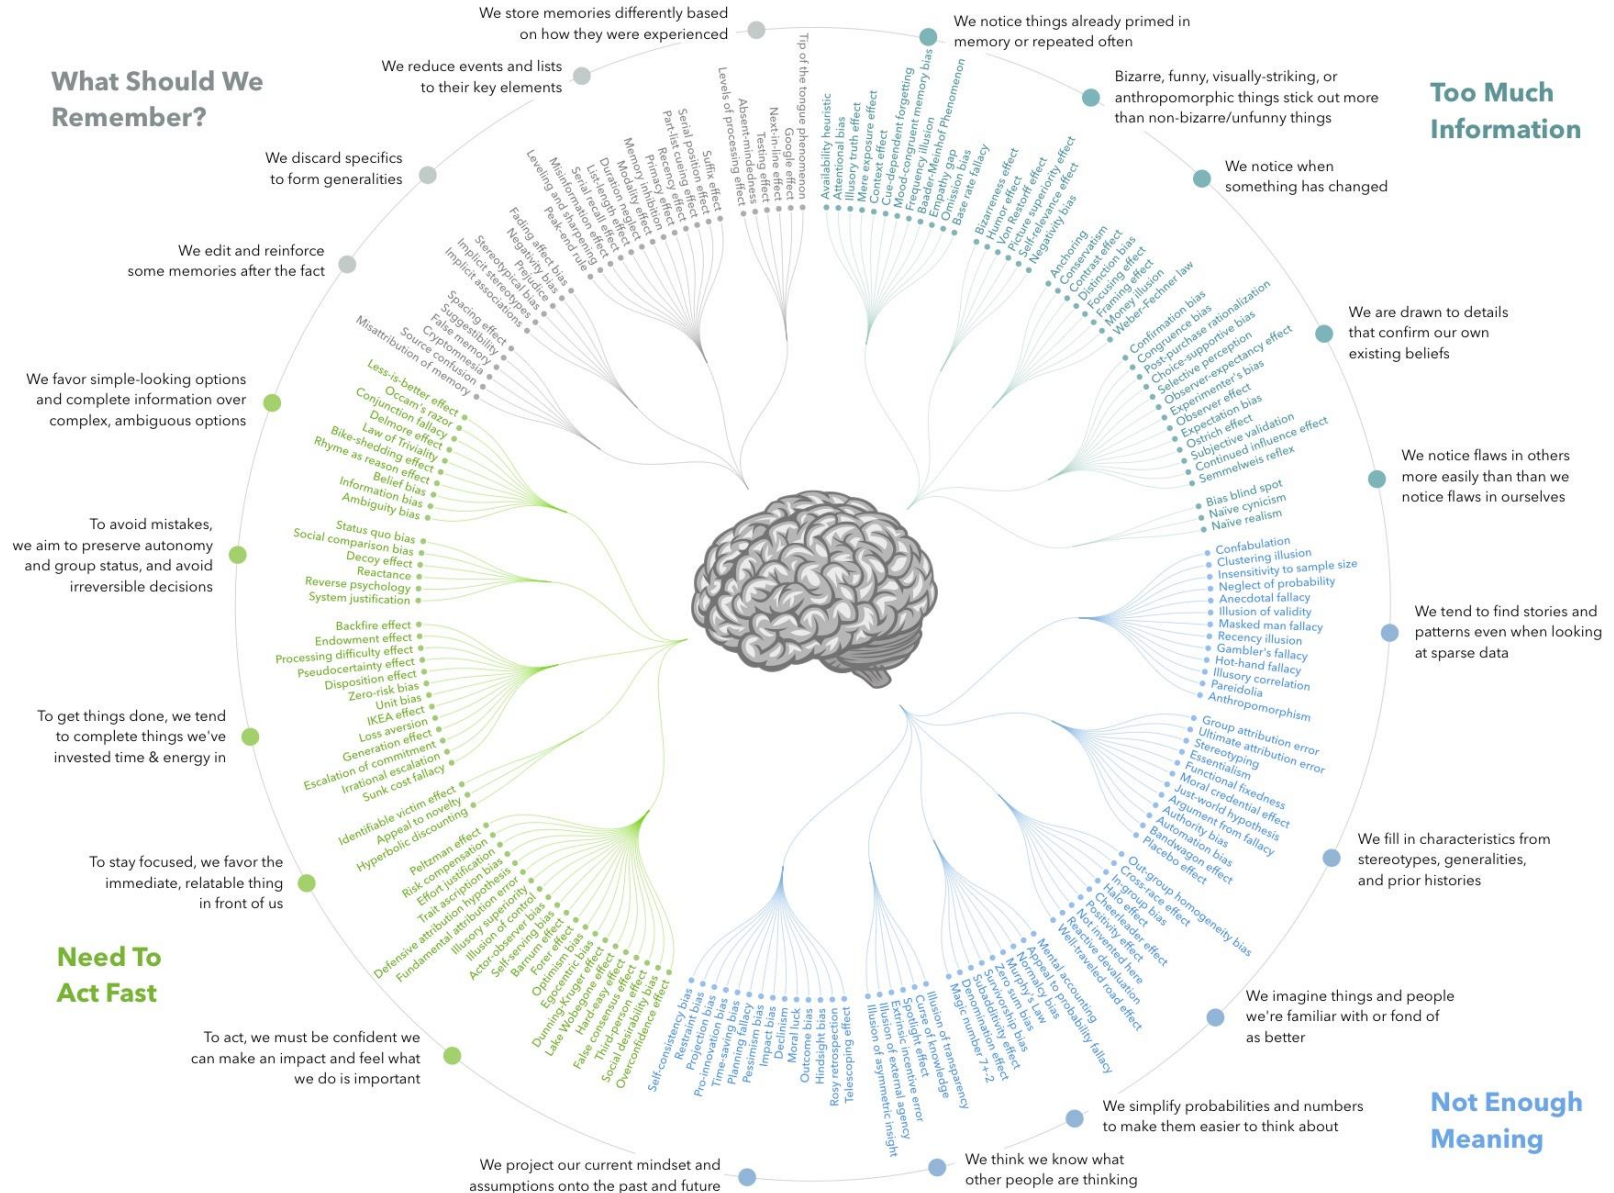 What Should We
Remember?
We store memories differently based
on how they were experienced
We reduce events and lists
to their key elements
We discard specifics
to form generalities
We edit and reinforce
some memories after the fact
Tip of the tongue phenomenon
Google effect
Next-in-line effect
Testing effect
Absent-mindedness
Levels of processing effect
Suffix effect
Serial position effect
Part-list cueing effect
Recency effect
Primacy effect
Memory inhibition
Modality effect
Duration neglect
List-length effect
Serial recall effect
Misinformation effect
Leveling and sharpening
Peak-end rule
Fading affect bias
Negativity bias
Prejudice
Stereotypical bias
Implicit stereotypes
Implicit associations
Spacing effect
Suggestibility
False memory
Cryptomnesia
Source confusion
Misattribution of memory
Too Much
Information
We notice things already primed in
memory or repeated often
Bizarre, funny, visually-striking, or
anthropomorphic things stick out more
than non-bizarre/unfunny things
We notice when
something has changed
We are drawn to details
that confirm our own
existing beliefs
We notice flaws in others
more easily than than we
notice flaws in ourselves
Availability heuristic
Attentional bias
Illusory truth effect
Mere exposure effect
Context effect
Cue-dependent forgetting
Mood-congruent memory bias
Frequency illusion
Baader-Meinhof Phenomenon
Empathy gap
Omission bias
Base rate fallacy
Bizarreness effect
Humor effect
Von Restorff effect
Picture superiority effect
Self-relevance effect
Negativity bias
Anchoring
Conservatism
Contrast effect
Distinction bias
Focusing effect
Framing effect
Money illusion
Weber–Fechner law
Confirmation bias
Congruence bias
Post-purchase rationalization
Choice-supportive bias
Selective perception
Observer-expectancy effect
Experimenter's bias
Observer effect
Expectation bias
Ostrich effect
Subjective validation
Continued influence effect
Semmelweis reflex
Bias blind spot
Naïve cynicism
Naïve realism
We tend to find stories and
patterns even when looking
at sparse data
We fill in characteristics from
stereotypes, generalities,
and prior histories
We imagine things and people
we're familiar with or fond of
as better
We simplify probabilities and numbers
to make them easier to think about
We think we know what
other people are thinking
We project our current mindset and
assumptions onto the past and future
Not Enough
Meaning
Confabulation
Clustering illusion
Insensitivity to sample size
Neglect of probability
Anecdotal fallacy
Illusion of validity
Masked man fallacy
Recency illusion
Gambler's fallacy
Hot-hand fallacy
Illusory correlation
Pareidolia
Anthropomorphism
Group attribution error
Ultimate attribution error
Stereotyping
Essentialism
Functional fixedness
Moral credential effect
Just-world hypothesis
Argument from fallacy
Authority bias
Automation bias
Bandwagon effect
Placebo effect
Out-group homogeneity bias
Cross-race effect
In-group bias
Halo effect
Cheerleader effect
Positivity effect
Not invented here
Reactive devaluation
Well-traveled road effect
Mental accounting
Appeal to probability fallacy
Normalcy bias
Murphy's Law
Zero sum bias
Survivorship bias
Subadditivity effect
Denomination effect
Magic number 7+-2
Illusion of transparency
Curse of knowledge
Spotlight effect
Extrinsic incentive error
Illusion of external agency
Illusion of asymmetric insight
Telescoping effect
Rosy retrospection
Hindsight bias
Outcome bias
Moral luck
Declinism
Impact bias
Pessimism bias
Planning fallacy
Time-saving bias
Pro-innovation bias
Projection bias
Restraint bias
Self-consistency bias
We favor simple-looking options
and complete information over
complex, ambiguous options
To avoid mistakes,
we aim to preserve autonomy
and group status, and avoid
irreversible decisions
To get things done, we tend
to complete things we've
invested time & energy in
To stay focused, we favor the
immediate, relatable thing
in front of us
Need To
Act Fast
To act, we must be confident we
can make an impact and feel what
we do is important
Less-is-better effect
Occam's razor
Conjunction fallacy
Delmore effect
Law of Triviality
Bike-shedding effect
Rhyme as reason effect
Belief bias
Information bias
Ambiguity bias
Status quo bias
Social comparison bias
Decoy effect
Reactance
Reverse psychology
System justification
Backfire effect
Endowment effect
Processing difficulty effect
Pseudocertainty effect
Disposition effect
Zero-risk bias
Unit bias
IKEA effect
Loss aversion
Generation effect
Escalation of commitment
Irrational escalation
Sunk cost fallacy
Identifiable victim effect
Appeal to novelty
Hyperbolic discounting
Peltzman effect
Risk compensation
Effort justification
Trait ascription bias
Defensive attribution hypothesis
Fundamental attribution error
Illusory superiority
Illusion of control
Actor-observer bias
Self-serving bias
Barnum effect
Forer effect
Optimism bias
Egocentric bias
Dunning-Kruger effect
Lake Wobegone effect
Hard-easy effect
False consensus effect
Third-person effect
Social desirability bias
Overconfidence effect